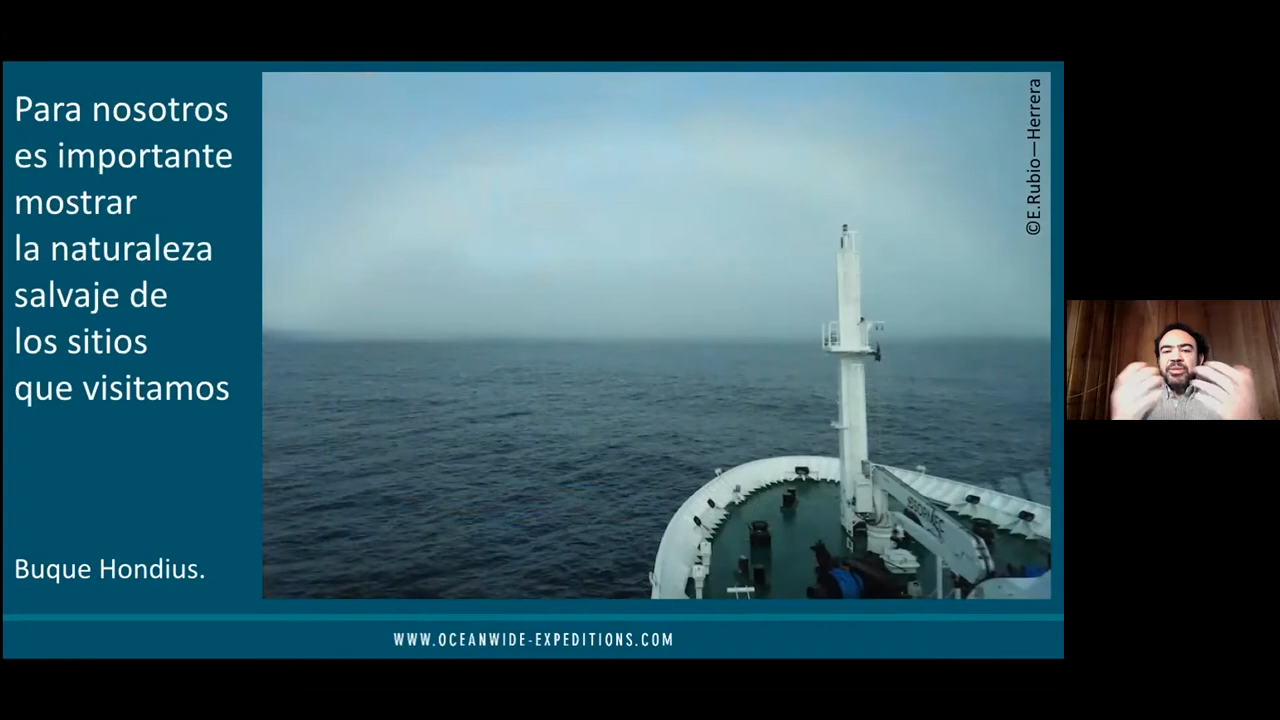 Para nosotros
es importante
mostrar
la naturaleza
salvaje de
los sitios
que visitamos
Buque Hondius.
©E.Rubio—Herrera
WWW.OCEANWIDE-EXPEDITIONS.COM